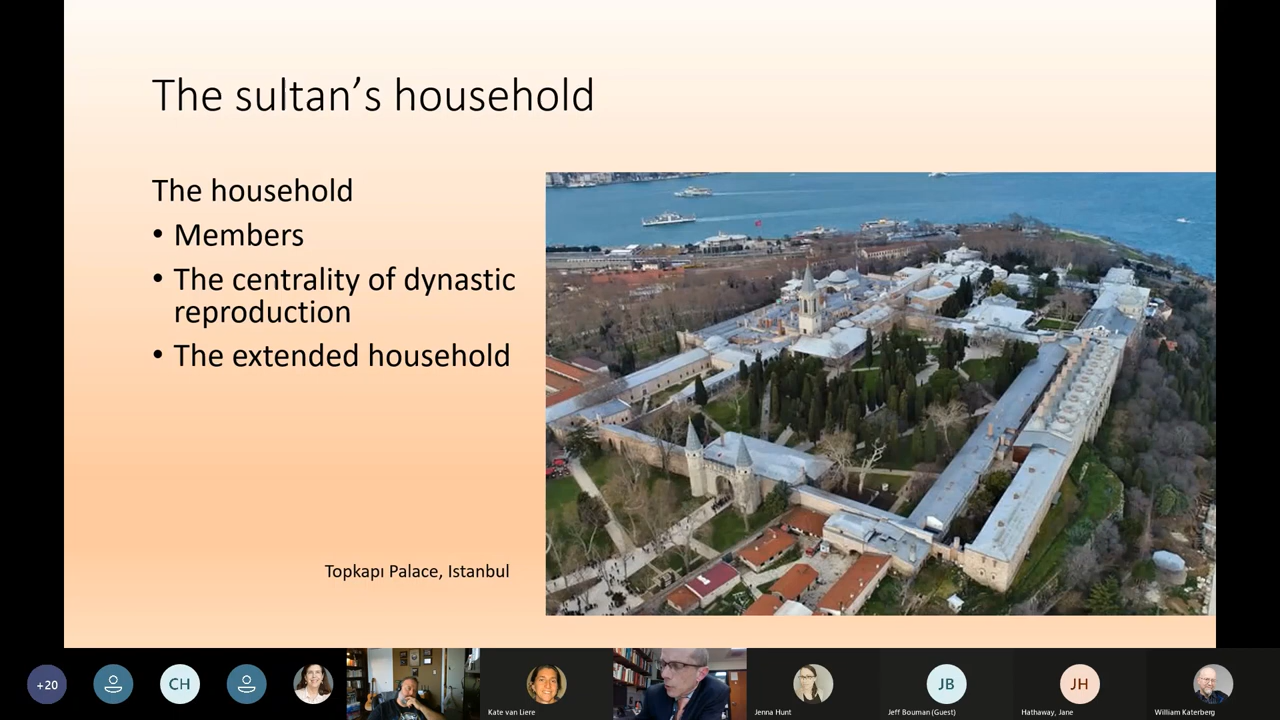 The sultan’s household
The household
• Members
• The centrality of dynastic
reproduction
• The extended household
Topkapı Palace, Istanbul
+20
CH
Kate van Liere
Jenna Hunt
JB
Jeff Bouman (Guest)
JH
Hathaway, Jane
William Katerberg